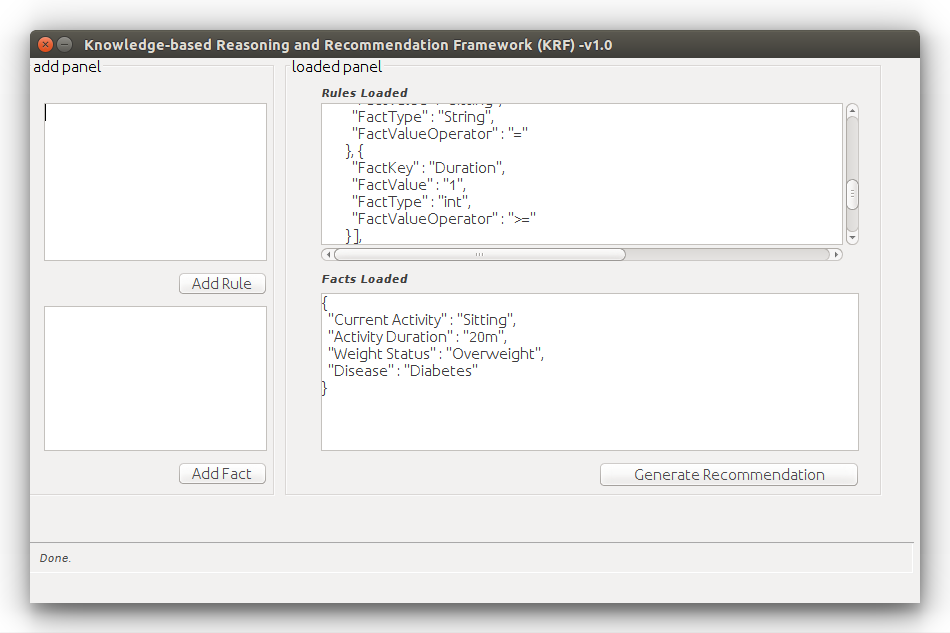 Knowledge-based Reasoning and Recommendation Framework (KRF) -v1.0
add panel
Add Rule
Add Fact
loaded panel
Rules Loaded
"FactType" : "String",
"FactValueOperator" : "="
}, {
"FactKey" : "Duration",
"FactValue" : "1",
"FactType" : "int",
"FactValueOperator" : ">="
} ],
Facts Loaded
{
"Current Activity" : "Sitting",
"Activity Duration" : "20m",
"Weight Status" : "Overweight",
"Disease" : "Diabetes"
}
Generate Recommendation
Done.